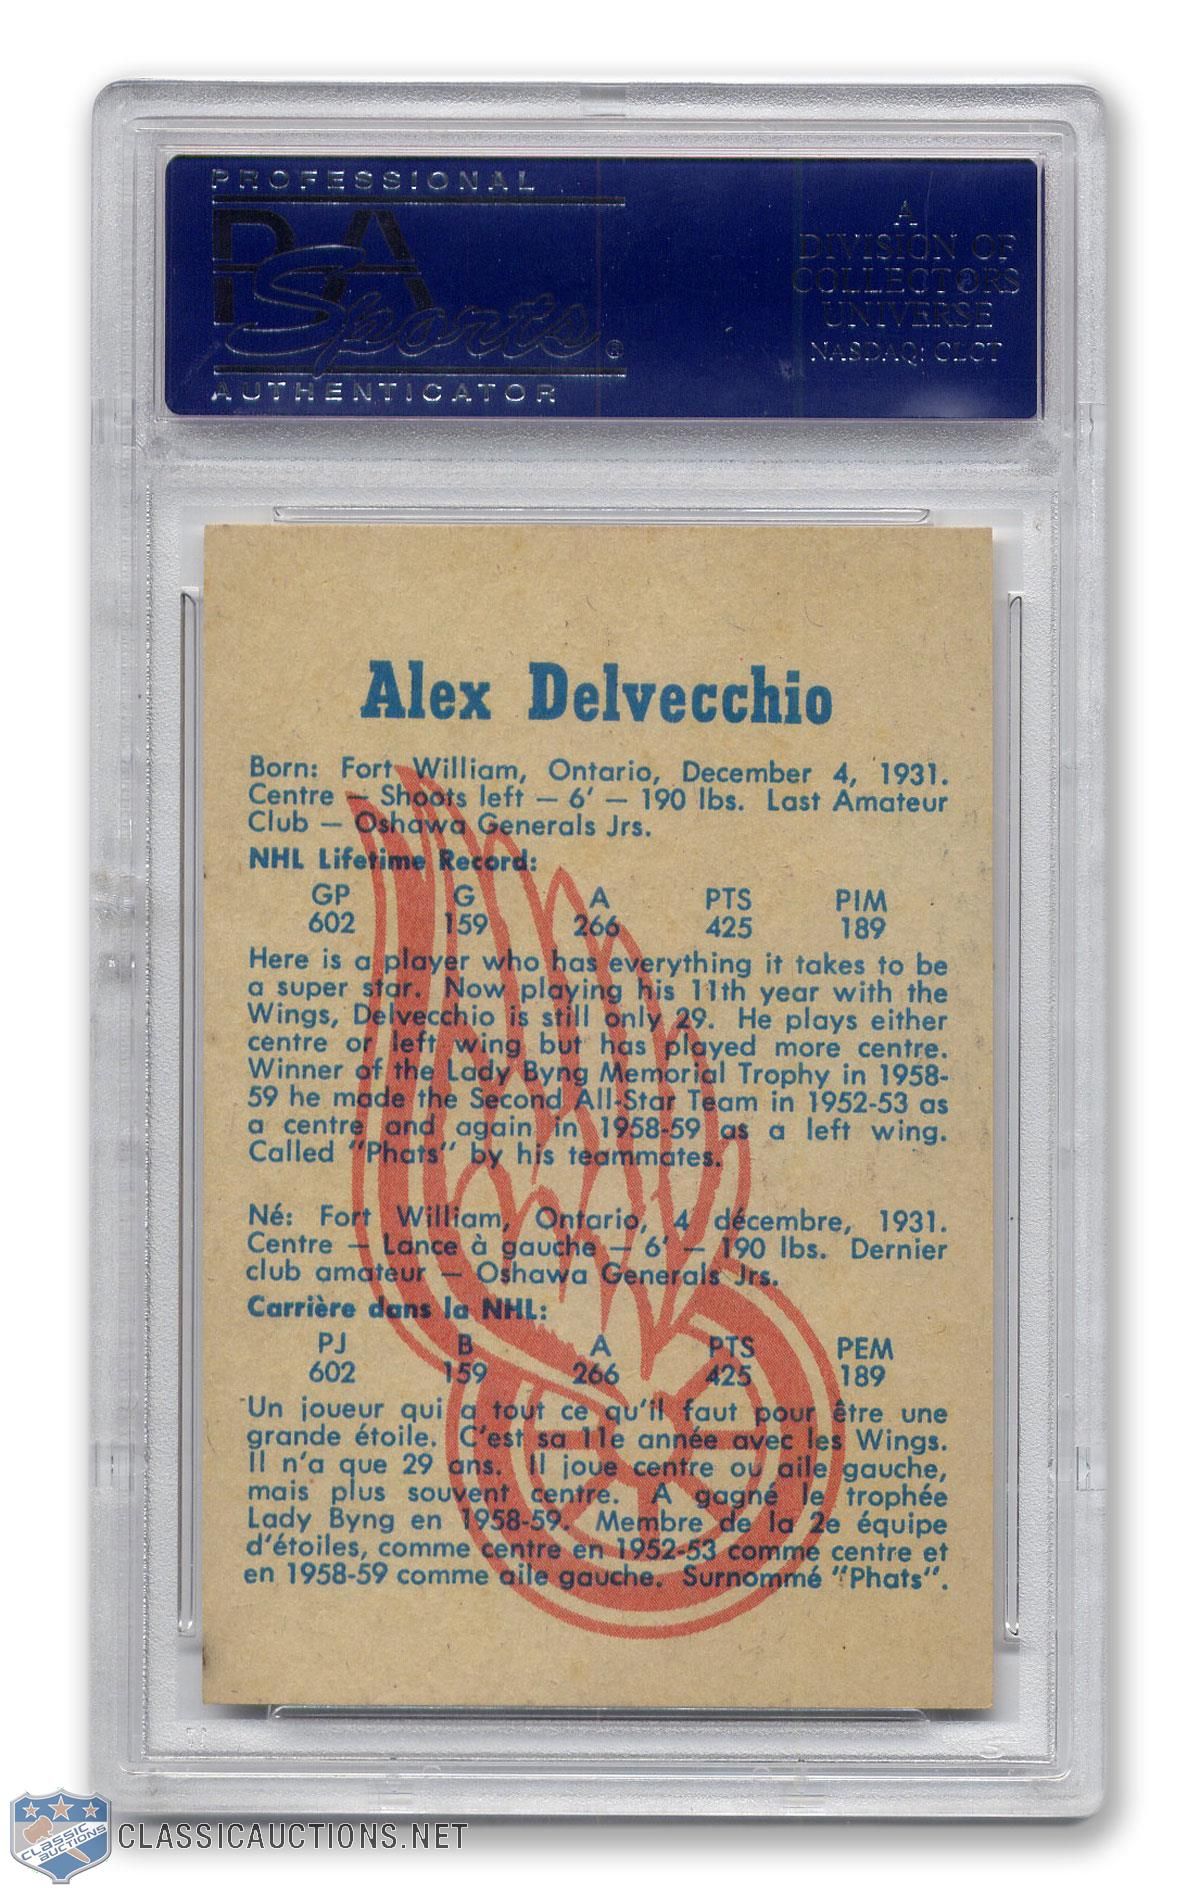 PROFESSIONAL
PSA
Sports®
AUTHENTICATOR
A
DIVISION OF
COLLECTORS
UNIVERSE
NASDAQ: CLCT
Alex Delvecchio
Born: Fort William, Ontario, December 4, 1931.
Centre — Shoots left — 6' — 190 lbs. Last Amateur
Club — Oshawa Generals Jrs.
NHL Lifetime Record:
GP G A PTS PIM
602 159 266 425 189
Here is a player who has everything it takes to be
a super star. Now playing his 11th year with the
Wings, Delvecchio is still only 29. He plays either
centre or left wing but has played more centre.
Winner of the Lady Byng Memorial Trophy in 1958-
59 he made the Second All-Star Team in 1952-53 as
a centre and again in 1958-59 as a left wing.
Called "Phats" by his teammates.
Né: Fort William, Ontario, 4 décembre, 1931.
Centre — Lance à gauche — 6' — 190 lbs. Dernier
club amateur — Oshawa Generals Jrs.
Carrière dans la NHL:
PJ B A PTS PEM
602 159 266 425 189
Un joueur qui a tout ce qu'il faut pour être une
grande étoile. C'est sa 11e année avec les Wings.
Il n'a que 29 ans. Il joue centre ou aile gauche,
mais plus souvent centre. A gagné le trophée
Lady Byng en 1958-59. Membre de la 2e équipe
d'étoiles, comme centre en 1952-53 comme centre et
en 1958-59 comme aile gauche. Surnommé "Phats".
CLASSIC
AUCTIONS
CLASSICAUCTIONS.NET